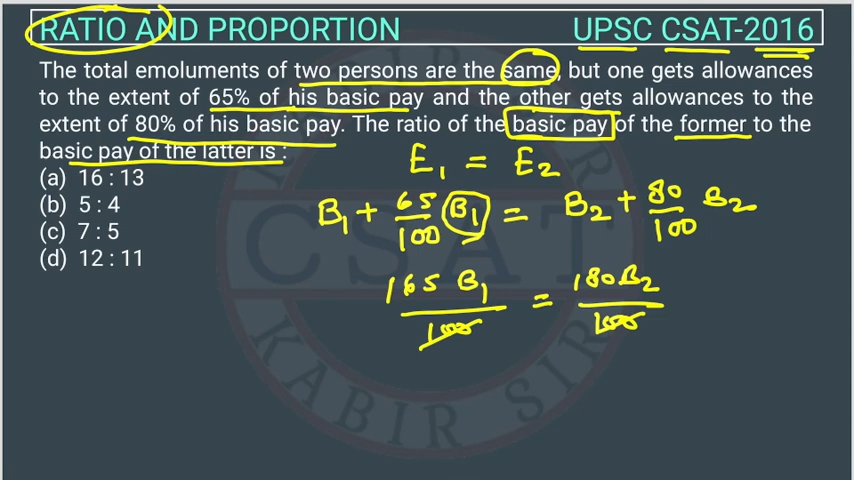 RATIO AND PROPORTION UPSC CSAT-2016
The total emoluments of two persons are the same, but one gets allowances
to the extent of 65% of his basic pay and the other gets allowances to the
extent of 80% of his basic pay. The ratio of the basic pay of the former to the
basic pay of the latter is :
(a) 16 : 13
(b) 5 : 4
(c) 7 : 5
(d) 12 : 11
E₁ = E₂
B₁ + 65/100 B₁ = B₂ + 80/100 B₂
165 B₁/100 = 180B₂/100
CSAT
KABIR SIR